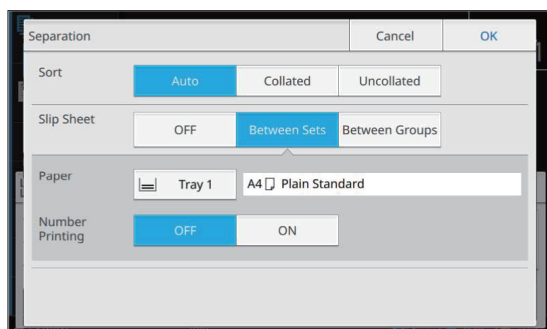 Separation Cancel OK
Sort Auto Collated Uncollated
Slip Sheet OFF Between Sets Between Groups
Paper Tray 1 A4 Plain Standard
Number
Printing OFF ON